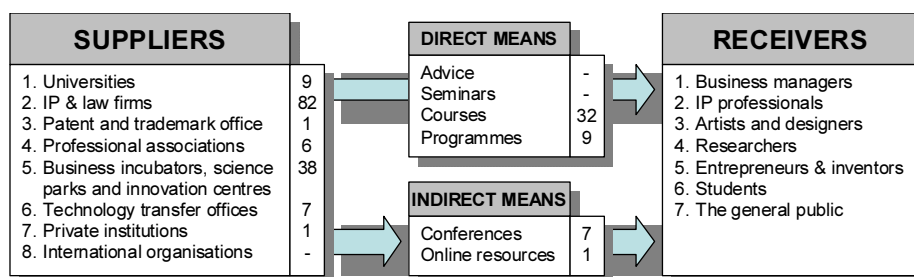 SUPPLIERS
1. Universities 9
2. IP & law firms 82
3. Patent and trademark office 1
4. Professional associations 6
5. Business incubators, science 38
parks and innovation centres
6. Technology transfer offices 7
7. Private institutions 1
8. International organisations -
DIRECT MEANS
Advice -
Seminars -
Courses 32
Programmes 9
INDIRECT MEANS
Conferences 7
Online resources 1
RECEIVERS
1. Business managers
2. IP professionals
3. Artists and designers
4. Researchers
5. Entrepreneurs & inventors
6. Students
7. The general public